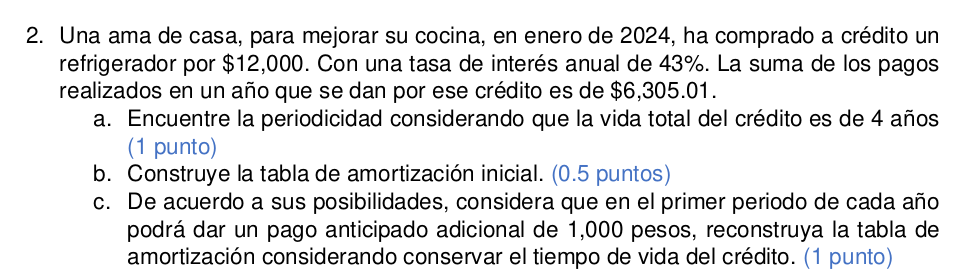 2. Una ama de casa, para mejorar su cocina, en enero de 2024, ha comprado a crédito un
refrigerador por $12,000. Con una tasa de interés anual de 43%. La suma de los pagos
realizados en un año que se dan por ese crédito es de $6,305.01.
a. Encuentre la periodicidad considerando que la vida total del crédito es de 4 años
(1 punto)
b. Construye la tabla de amortización inicial. (0.5 puntos)
c. De acuerdo a sus posibilidades, considera que en el primer periodo de cada año
podrá dar un pago anticipado adicional de 1,000 pesos, reconstruya la tabla de
amortización considerando conservar el tiempo de vida del crédito. (1 punto)